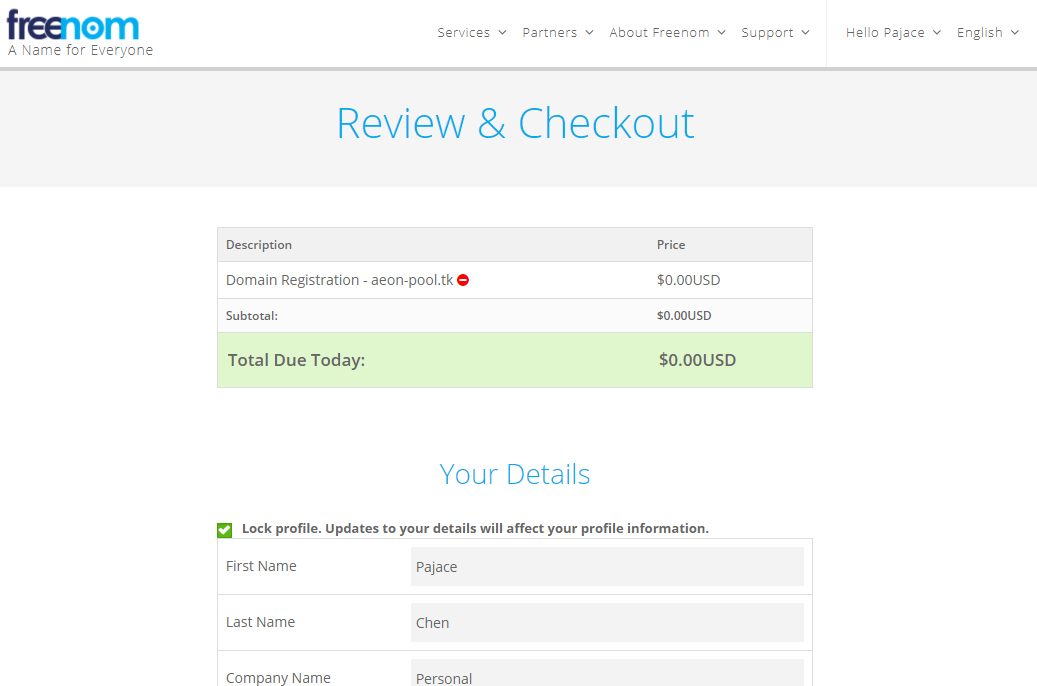 freenom
A Name for Everyone
Services Partners About Freenom Support Hello Pajace English
Review & Checkout
Description Price
Domain Registration - aeon-pool.tk $0.00USD
Subtotal: $0.00USD
Total Due Today: $0.00USD
Your Details
Lock profile. Updates to your details will affect your profile information.
First Name Pajace
Last Name Chen
Company Name Personal